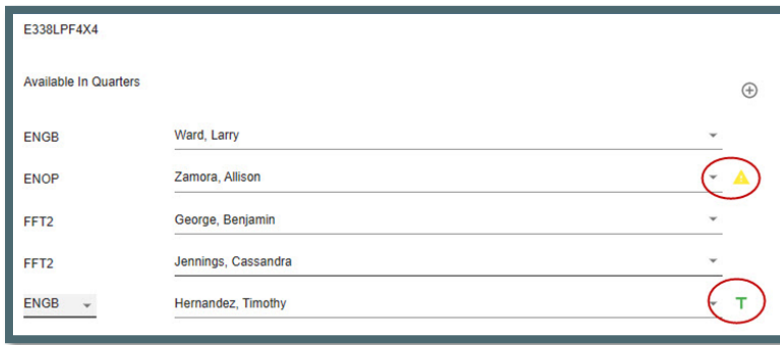 E338LPF4X4
Available In Quarters
ENGB Ward, Larry
ENOP Zamora, Allison
FFT2 George, Benjamin
FFT2 Jennings, Cassandra
ENGB Hernandez, Timothy T